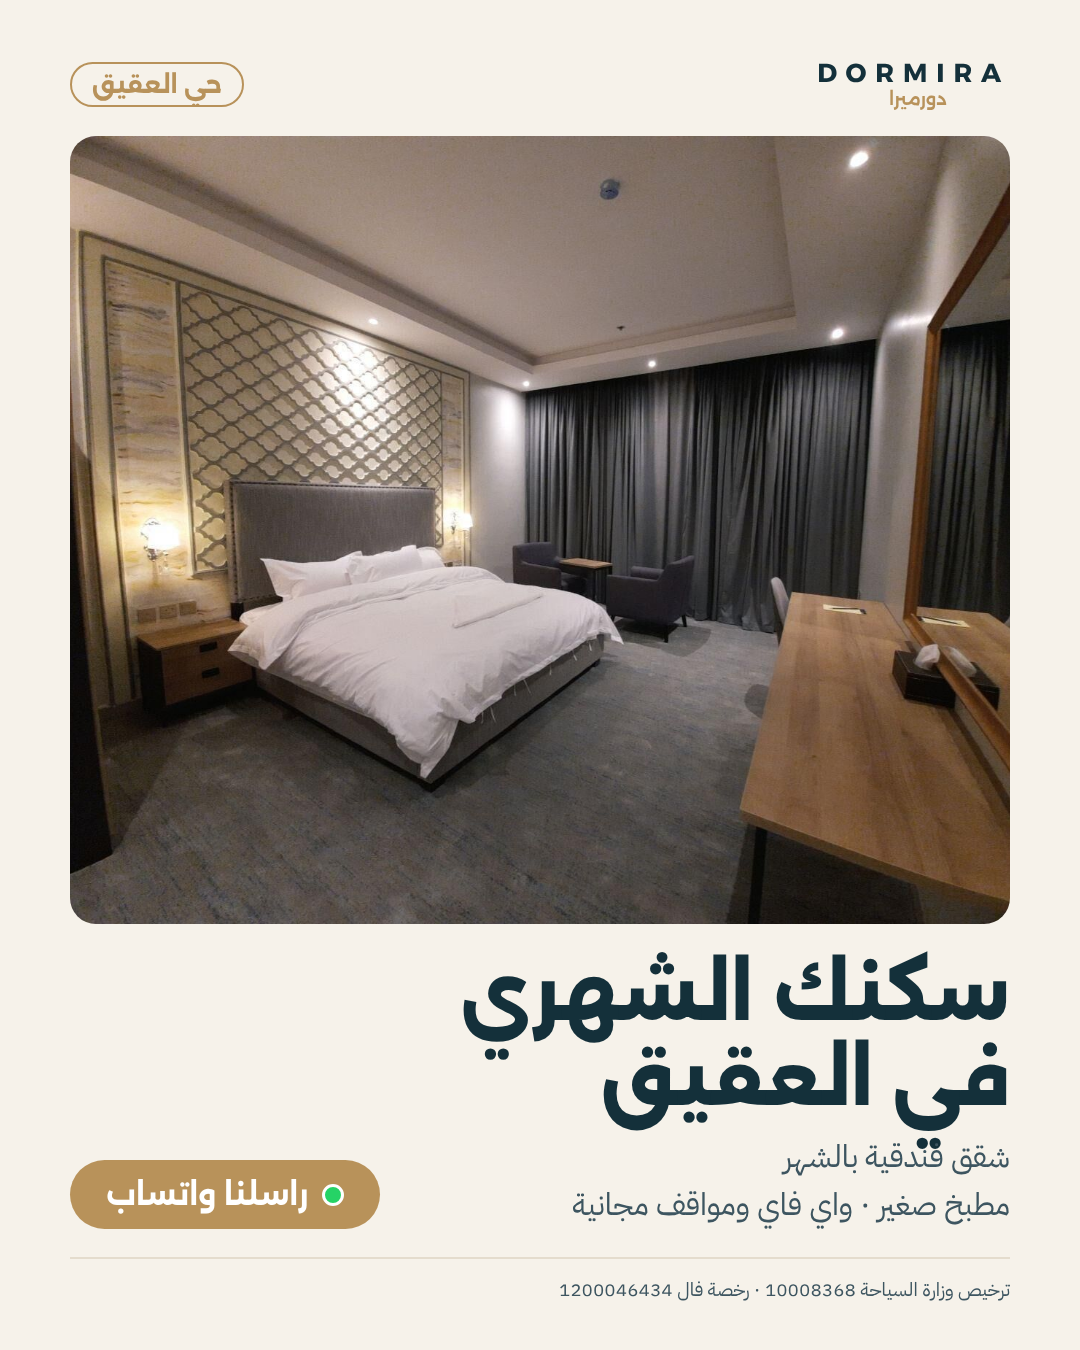 DORMIRA
دورميرا
حي العقيق
سكنك الشهري
في العقيق
شقق فندقية بالشهر
مطبخ صغير · واي فاي ومواقف مجانية
راسلنا واتساب
ترخيص وزارة السياحة 10008368 · رخصة فال 1200046434